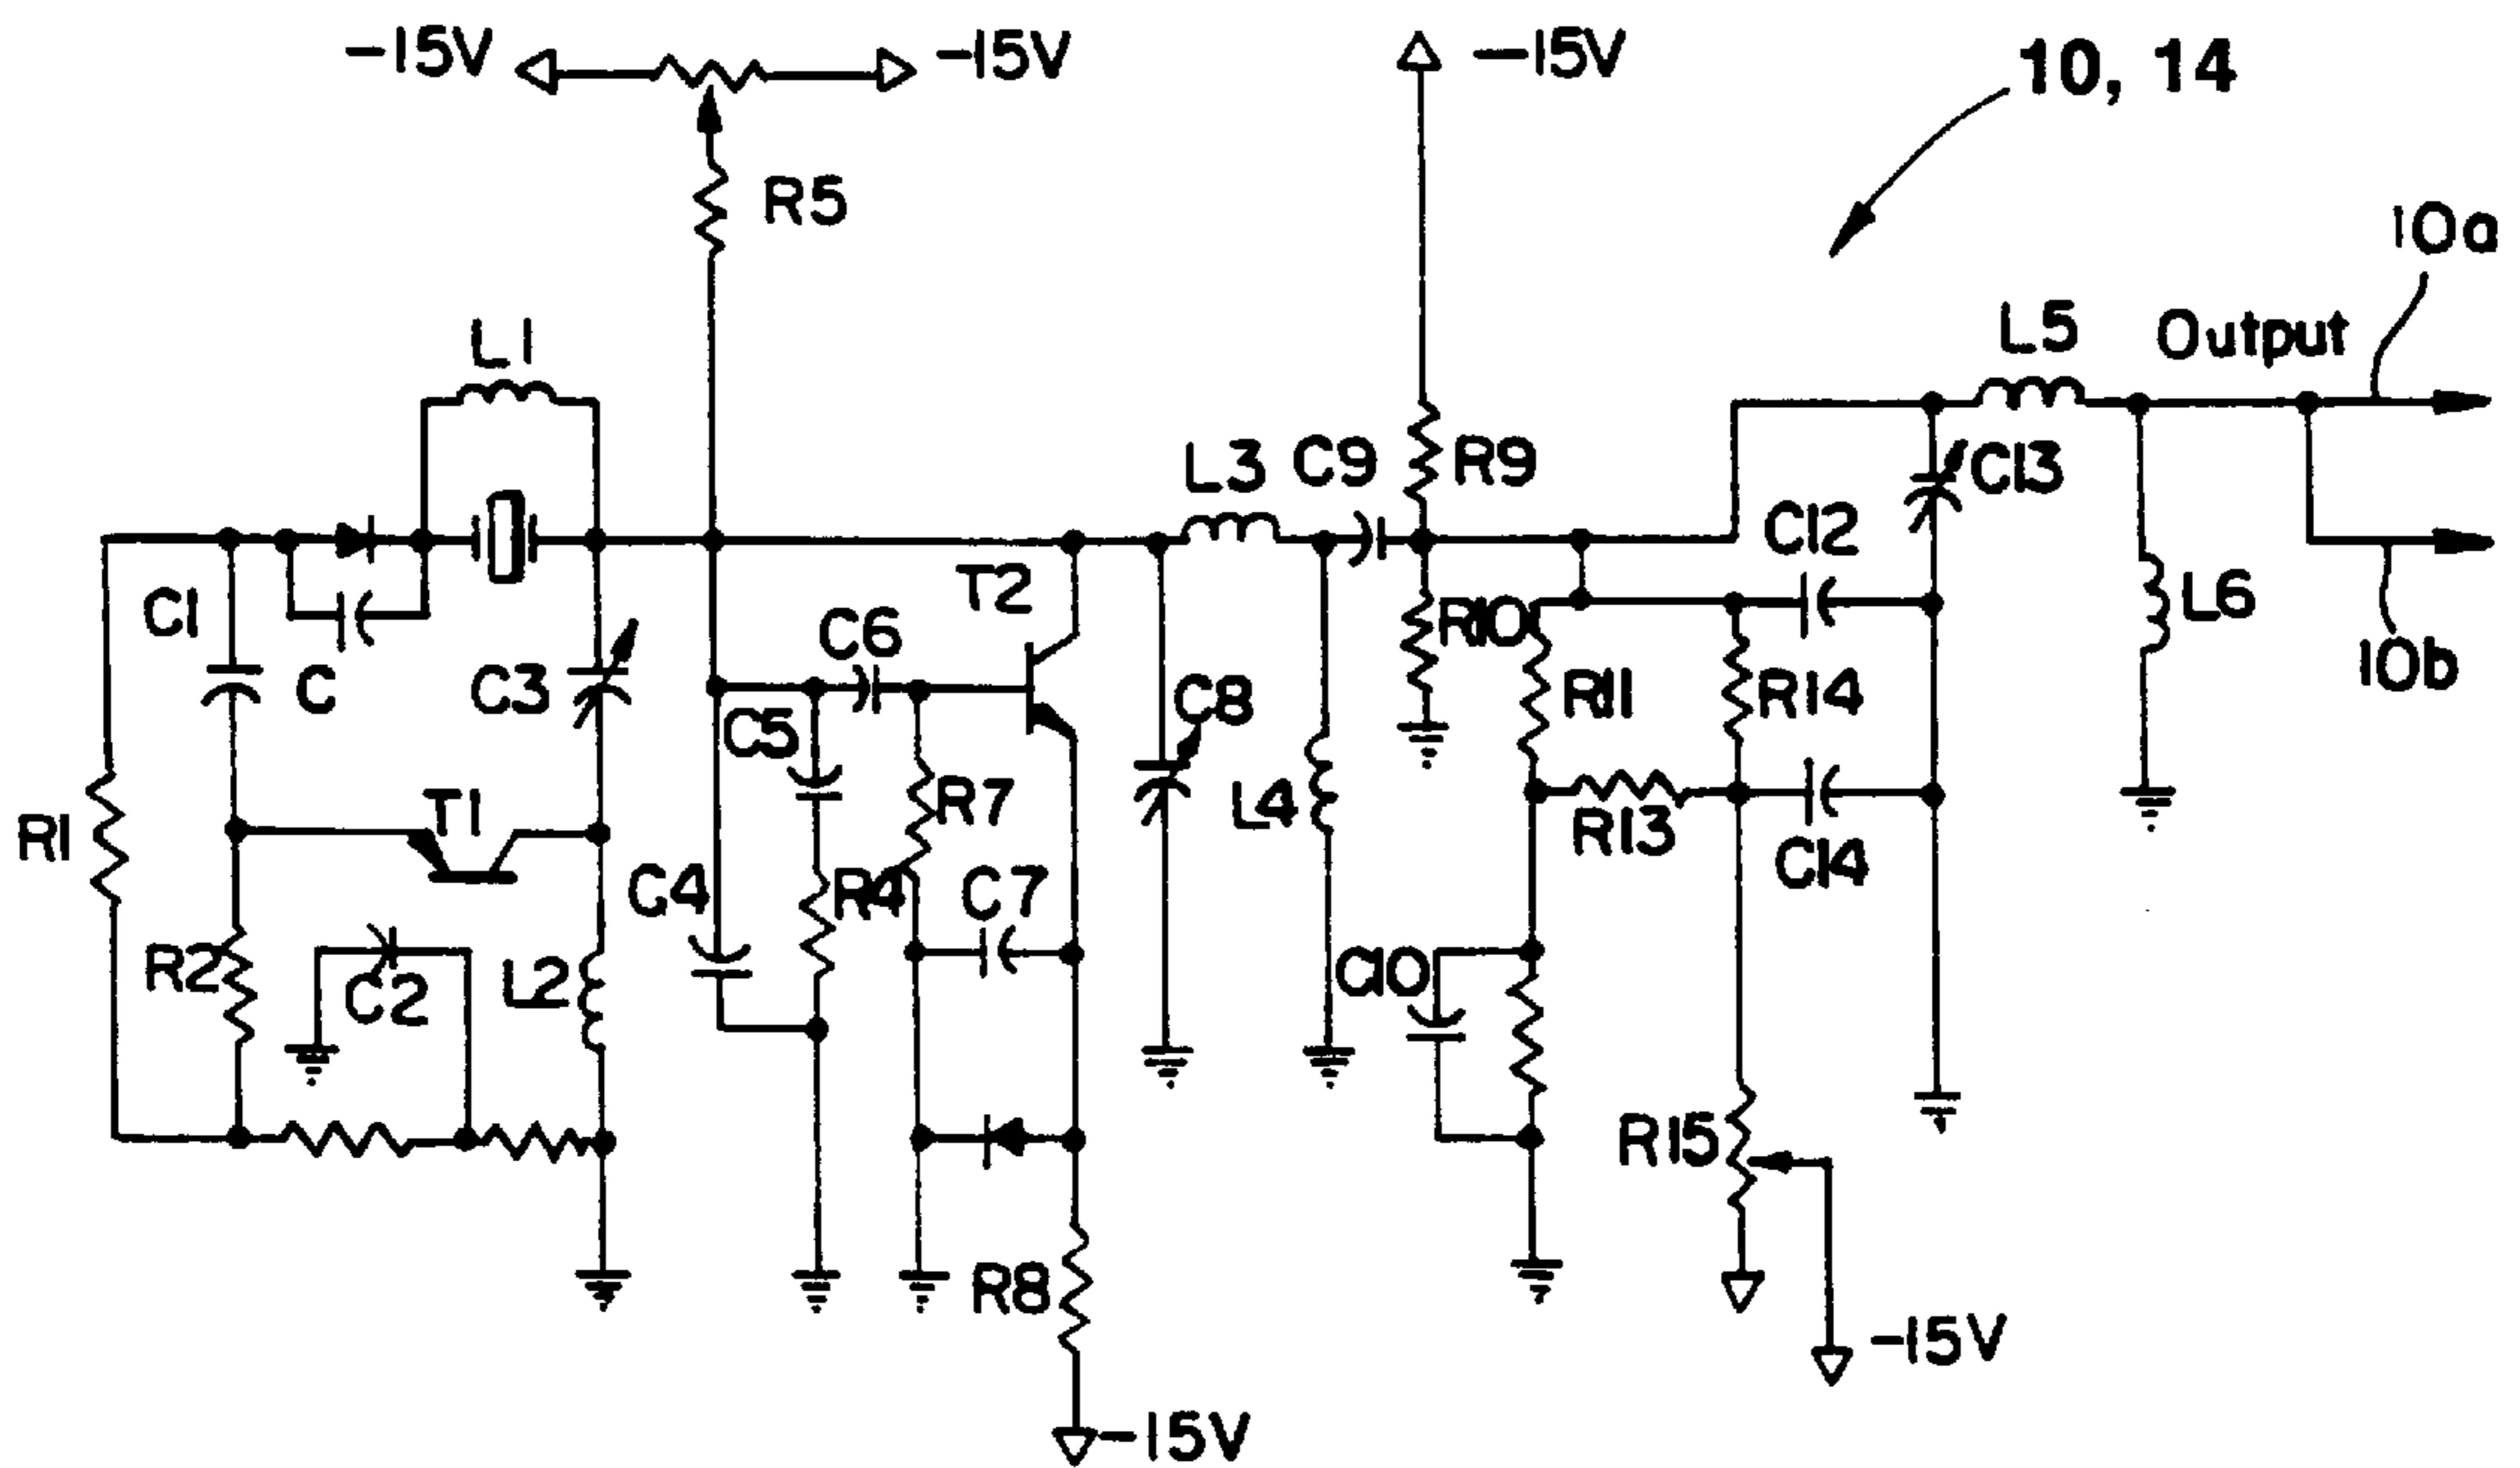 -15V
-15V
-15V
10, 14
R5
10a
L1
L5
Output
L3
C9
R9
C13
C12
T2
C1
C6
R10
L6
C
C3
C8
R11
R14
10b
C5
R7
L4
T1
R13
R1
C4
R4
C7
C14
R2
C2
L2
C10
R15
R8
-15V
-15V